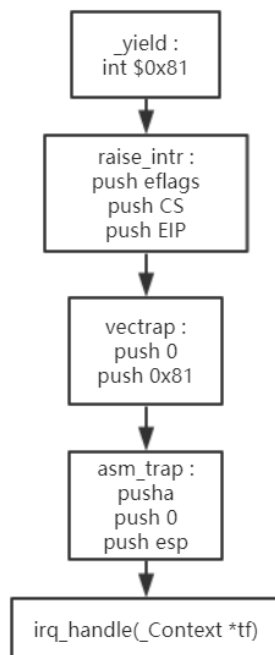 _yield :
int $0x81
raise_intr :
push eflags
push CS
push EIP
vectrap :
push 0
push 0x81
asm_trap :
pusha
push 0
push esp
irq_handle(_Context *tf)